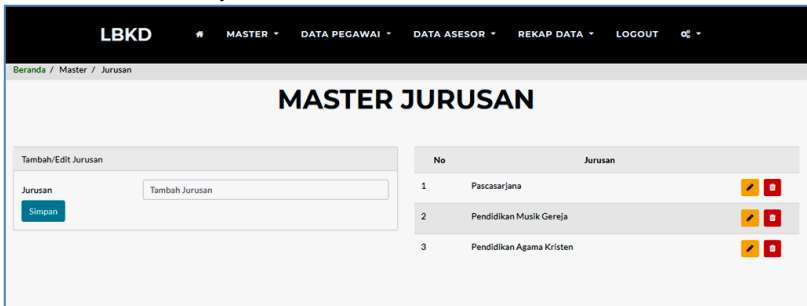 LBKD MASTER DATA PEGAWAI DATA ASESOR REKAP DATA LOGOUT
Beranda / Master / Jurusan
MASTER JURUSAN
Tambah/Edit Jurusan
Jurusan Tambah Jurusan
Simpan
No Jurusan
1 Pascasarjana
2 Pendidikan Musik Gereja
3 Pendidikan Agama Kristen